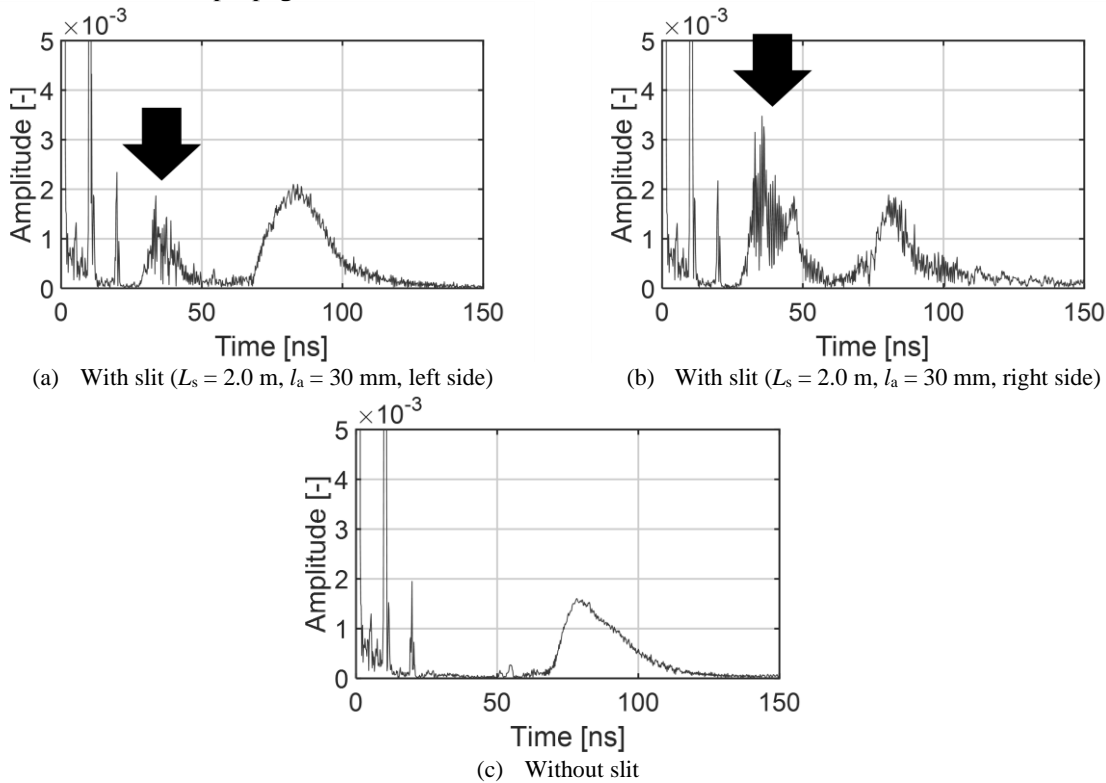 ×10-3
5
4
3
2
1
0
Amplitude [-]
0 50 100 150
Time [ns]
(a) With slit (Ls = 2.0 m, la = 30 mm, left side)
×10-3
5
4
3
2
1
0
Amplitude [-]
0 50 100 150
Time [ns]
(b) With slit (Ls = 2.0 m, la = 30 mm, right side)
×10-3
5
4
3
2
1
0
Amplitude [-]
0 50 100 150
Time [ns]
(c) Without slit